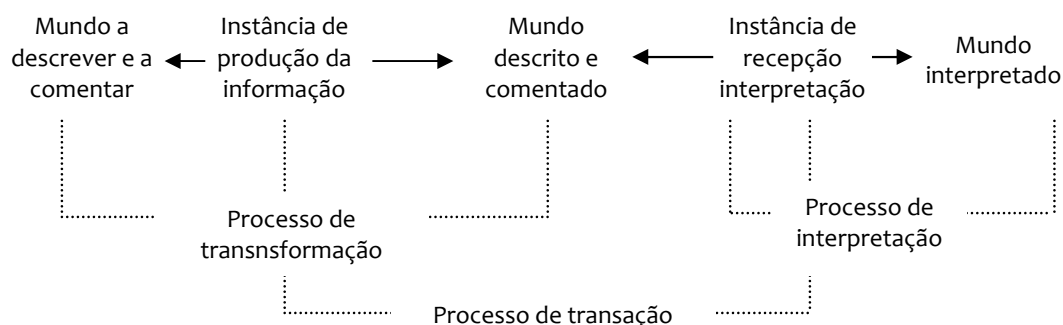 Mundo a
descrever e a
comentar
Instância de
produção da
informação
Mundo
descrito e
comentado
Instância de
recepção
interpretação
Mundo
interpretado
Processo de
transnsformação
Processo de
interpretação
Processo de transação